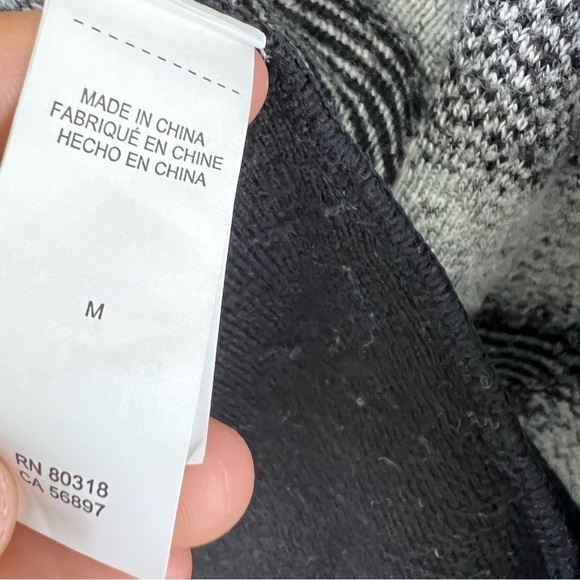 MADE IN CHINA
FABRIQUÉ EN CHINE
HECHO EN CHINA
M
RN 80318
CA 56897